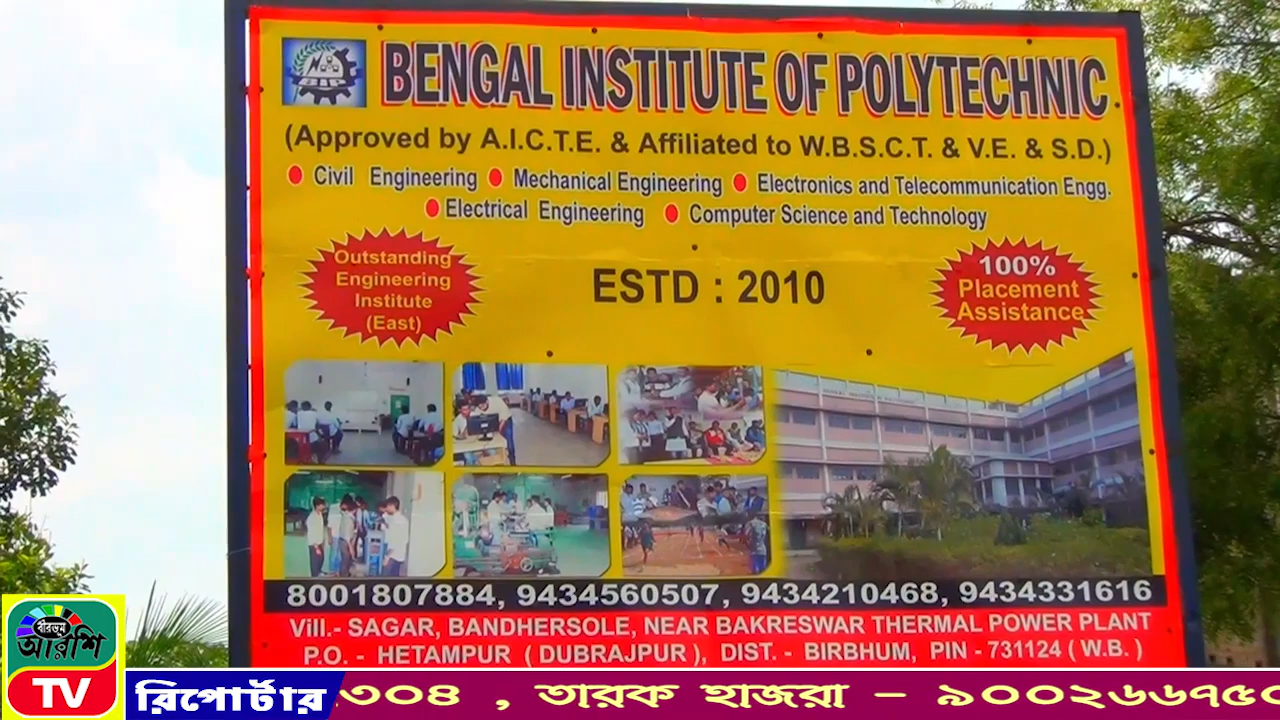 BENGAL INSTITUTE OF POLYTECHNIC
(Approved by A.I.C.T.E. & Affiliated to W.B.S.C.T. & V.E. & S.D.)
Civil Engineering Mechanical Engineering Electronics and Telecommunication Engg.
Electrical Engineering Computer Science and Technology
Outstanding
Engineering
Institute
(East)
ESTD : 2010
100%
Placement
Assistance
8001807884, 9434560507, 9434210468, 9434331616
Vill.- SAGAR, BANDHERSOLE, NEAR BAKRESWAR THERMAL POWER PLANT
P.O. - HETAMPUR ( DUBRAJPUR ), DIST. - BIRBHUM, PIN - 731124 ( W.B. )
বীরভূম
আরশি
TV
রিপোর্টার ২৩০৪ , তারক হাজরা – ৯০০২৬৬৭৫০